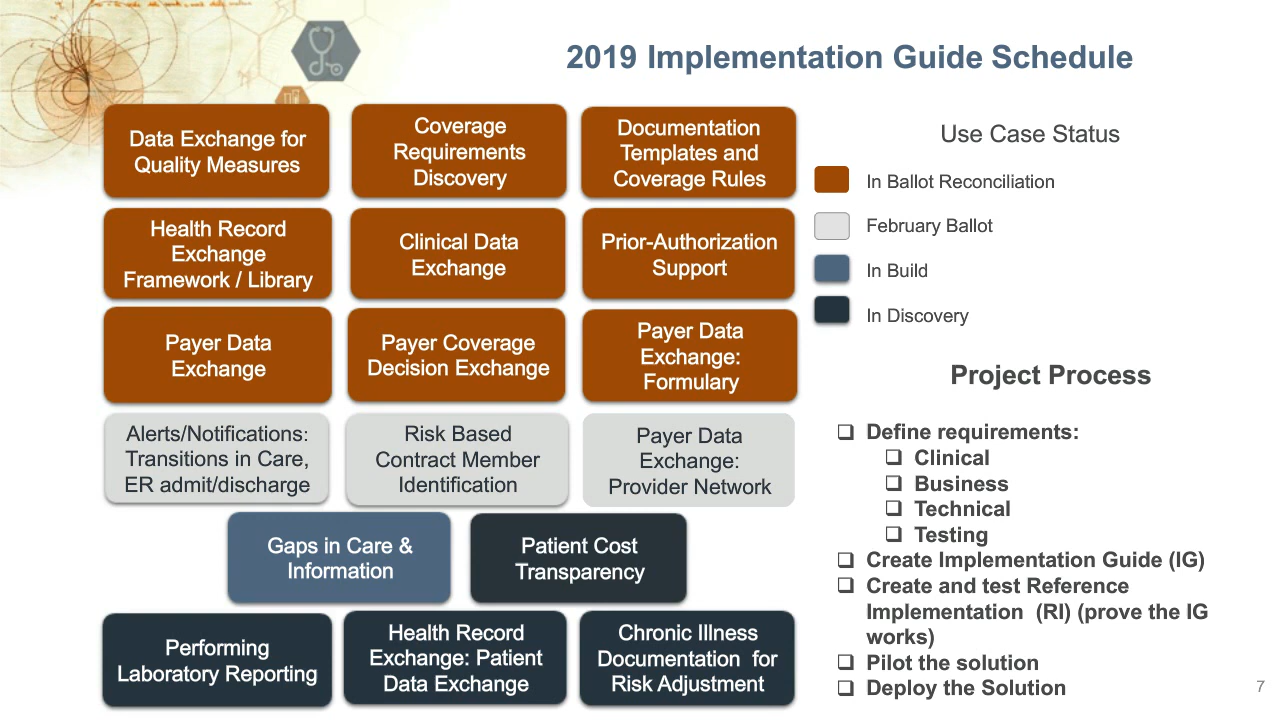 2019 Implementation Guide Schedule
Data Exchange for
Quality Measures
Coverage
Requirements
Discovery
Documentation
Templates and
Coverage Rules
Health Record
Exchange
Framework / Library
Clinical Data
Exchange
Prior-Authorization
Support
Payer Data
Exchange
Payer Coverage
Decision Exchange
Payer Data
Exchange:
Formulary
Alerts/Notifications:
Transitions in Care,
ER admit/discharge
Risk Based
Contract Member
Identification
Payer Data
Exchange:
Provider Network
Gaps in Care &
Information
Patient Cost
Transparency
Performing
Laboratory Reporting
Health Record
Exchange: Patient
Data Exchange
Chronic Illness
Documentation for
Risk Adjustment
Use Case Status
In Ballot Reconciliation
February Ballot
In Build
In Discovery
Project Process
❑ Define requirements:
❑ Clinical
❑ Business
❑ Technical
❑ Testing
❑ Create Implementation Guide (IG)
❑ Create and test Reference
Implementation (RI) (prove the IG
works)
❑ Pilot the solution
❑ Deploy the Solution
7